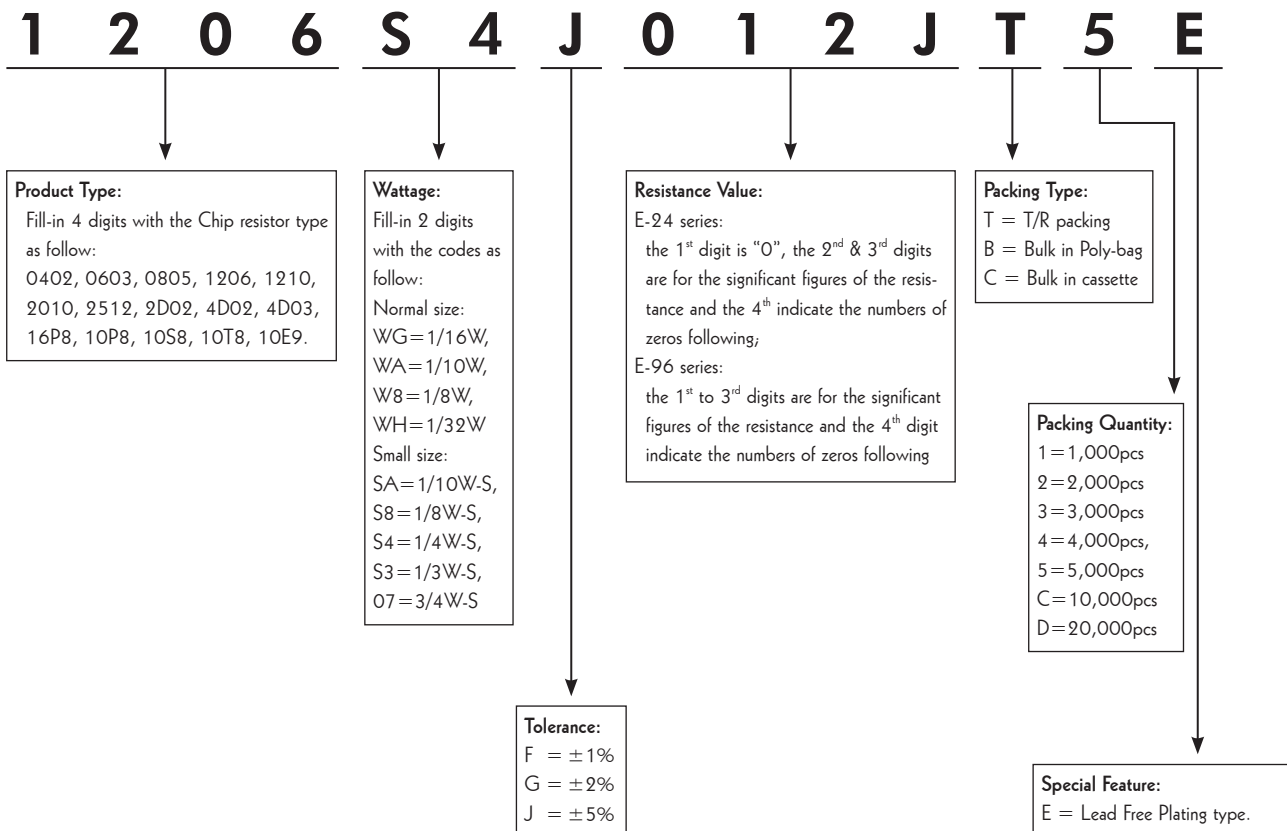 1 2 0 6 S 4 J 0 1 2 J T 5 E
Product Type:
Fill-in 4 digits with the Chip resistor type
as follow:
0402, 0603, 0805, 1206, 1210,
2010, 2512, 2D02, 4D02, 4D03,
16P8, 10P8, 10S8, 10T8, 10E9.
Wattage:
Fill-in 2 digits
with the codes as
follow:
Normal size:
WG=1/16W,
WA=1/10W,
W8=1/8W,
WH=1/32W
Small size:
SA=1/10W-S,
S8=1/8W-S,
S4=1/4W-S,
S3=1/3W-S,
07=3/4W-S
Tolerance:
F = ±1%
G = ±2%
J = ±5%
Resistance Value:
E-24 series:
the 1st digit is “0”, the 2nd & 3rd digits
are for the significant figures of the resis-
tance and the 4th indicate the numbers of
zeros following;
E-96 series:
the 1st to 3rd digits are for the significant
figures of the resistance and the 4th digit
indicate the numbers of zeros following
Packing Type:
T = T/R packing
B = Bulk in Poly-bag
C = Bulk in cassette
Packing Quantity:
1=1,000pcs
2=2,000pcs
3=3,000pcs
4=4,000pcs,
5=5,000pcs
C=10,000pcs
D=20,000pcs
Special Feature:
E = Lead Free Plating type.